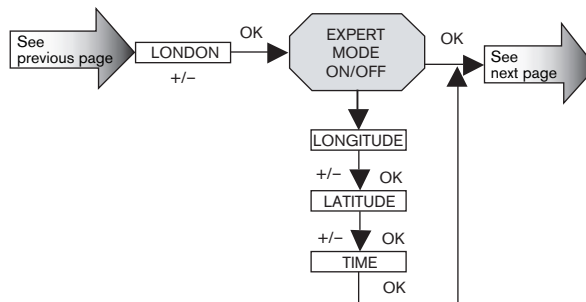 See
previous page
LONDON
+/–
OK
EXPERT
MODE
ON/OFF
OK
See
next page
LONGITUDE
+/–
OK
LATITUDE
+/–
OK
TIME
OK